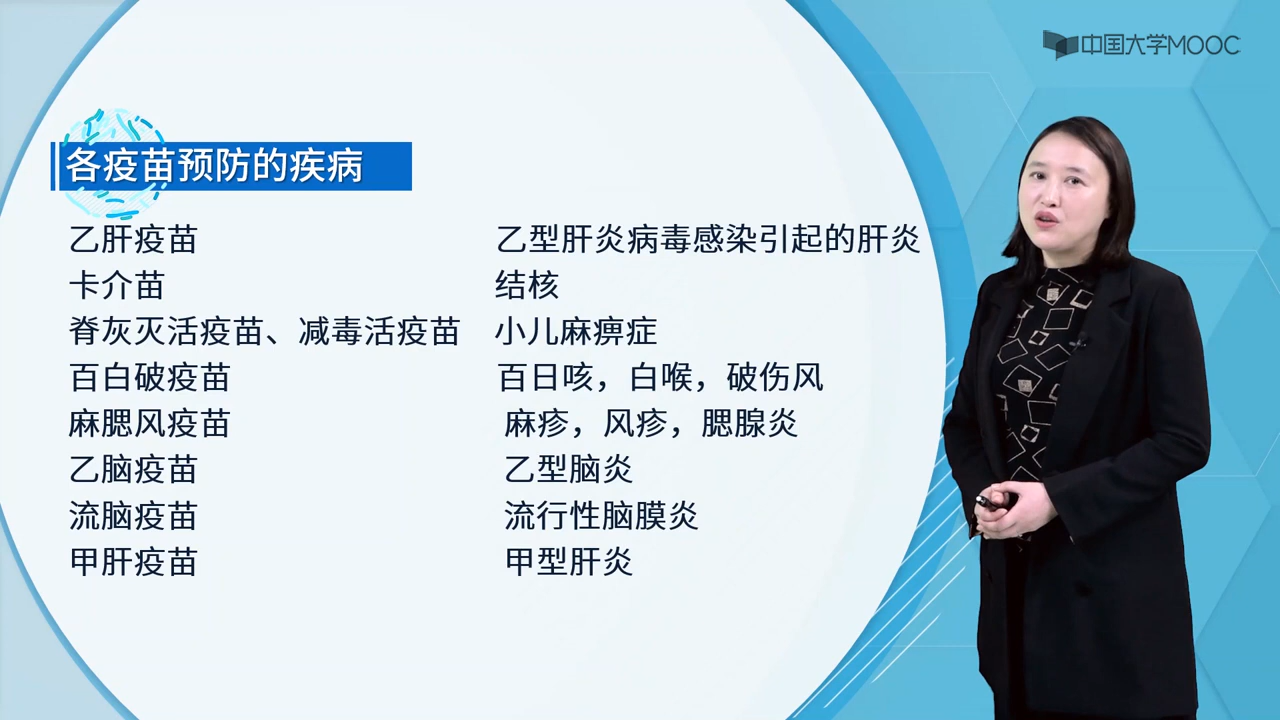 中国大学MOOC
各疫苗预防的疾病
乙肝疫苗 乙型肝炎病毒感染引起的肝炎
卡介苗 结核
脊灰灭活疫苗、减毒活疫苗 小儿麻痹症
百白破疫苗 百日咳，白喉，破伤风
麻腮风疫苗 麻疹，风疹，腮腺炎
乙脑疫苗 乙型脑炎
流脑疫苗 流行性脑膜炎
甲肝疫苗 甲型肝炎